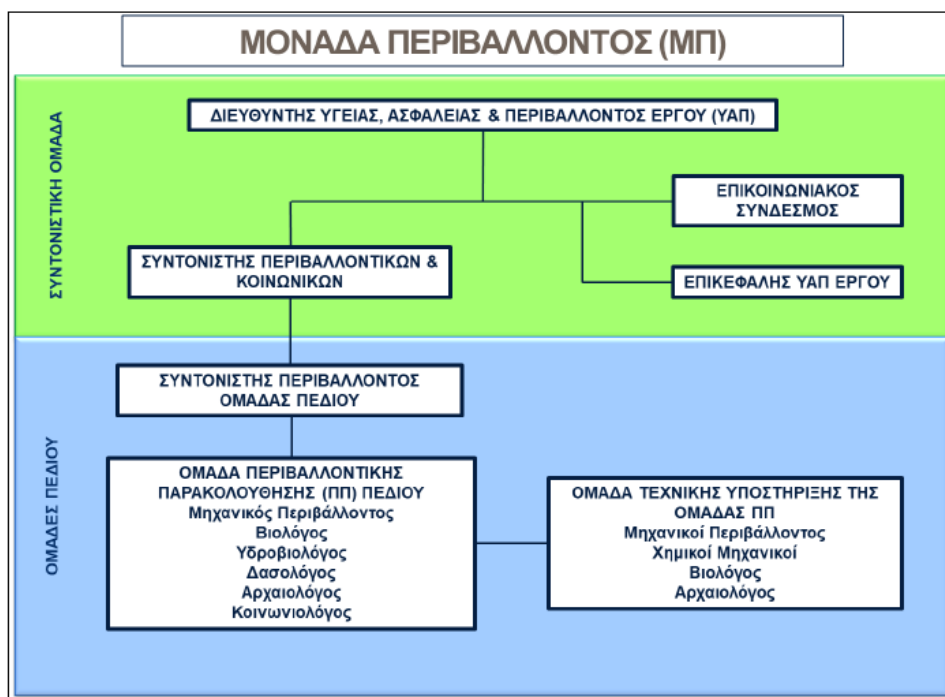 ΜΟΝΑΔΑ ΠΕΡΙΒΑΛΛΟΝΤΟΣ (ΜΠ)
ΣΥΝΤΟΝΙΣΤΙΚΗ ΟΜΑΔΑ
ΔΙΕΥΘΥΝΤΗΣ ΥΓΕΙΑΣ, ΑΣΦΑΛΕΙΑΣ & ΠΕΡΙΒΑΛΛΟΝΤΟΣ ΕΡΓΟΥ (ΥΑΠ)
ΕΠΙΚΟΙΝΩΝΙΑΚΟΣ
ΣΥΝΔΕΣΜΟΣ
ΣΥΝΤΟΝΙΣΤΗΣ ΠΕΡΙΒΑΛΛΟΝΤΙΚΩΝ &
ΚΟΙΝΩΝΙΚΩΝ
ΕΠΙΚΕΦΑΛΗΣ ΥΑΠ ΕΡΓΟΥ
ΟΜΑΔΕΣ ΠΕΔΙΟΥ
ΣΥΝΤΟΝΙΣΤΗΣ ΠΕΡΙΒΑΛΛΟΝΤΟΣ
ΟΜΑΔΑΣ ΠΕΔΙΟΥ
ΟΜΑΔΑ ΠΕΡΙΒΑΛΛΟΝΤΙΚΗΣ
ΠΑΡΑΚΟΛΟΥΘΗΣΗΣ (ΠΠ) ΠΕΔΙΟΥ
Μηχανικός Περιβάλλοντος
Βιολόγος
Υδροβιολόγος
Δασολόγος
Αρχαιολόγος
Κοινωνιολόγος
ΟΜΑΔΑ ΤΕΧΝΙΚΗΣ ΥΠΟΣΤΗΡΙΞΗΣ ΤΗΣ
ΟΜΑΔΑΣ ΠΠ
Μηχανικοί Περιβάλλοντος
Χημικοί Μηχανικοί
Βιολόγος
Αρχαιολόγος